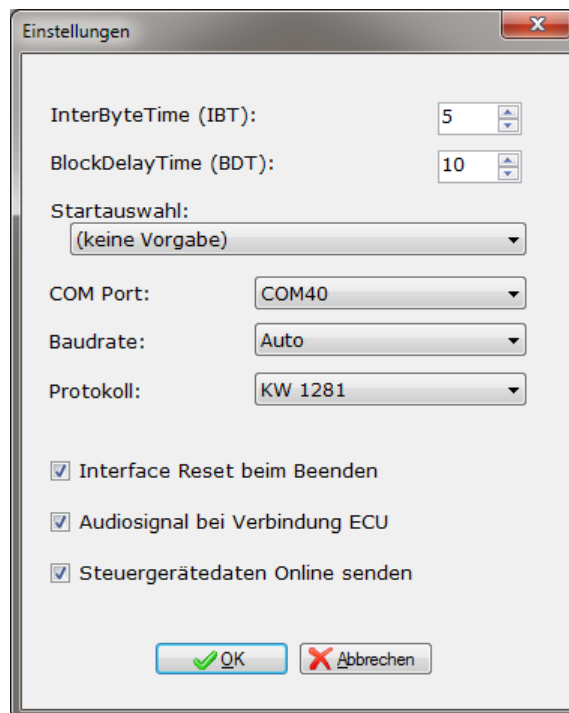 Einstellungen
InterByteTime (IBT): 5
BlockDelayTime (BDT): 10
Startauswahl:
(keine Vorgabe)
COM Port: COM40
Baudrate: Auto
Protokoll: KW 1281
Interface Reset beim Beenden
Audiosignal bei Verbindung ECU
Steuergerätedaten Online senden
OK Abbrechen